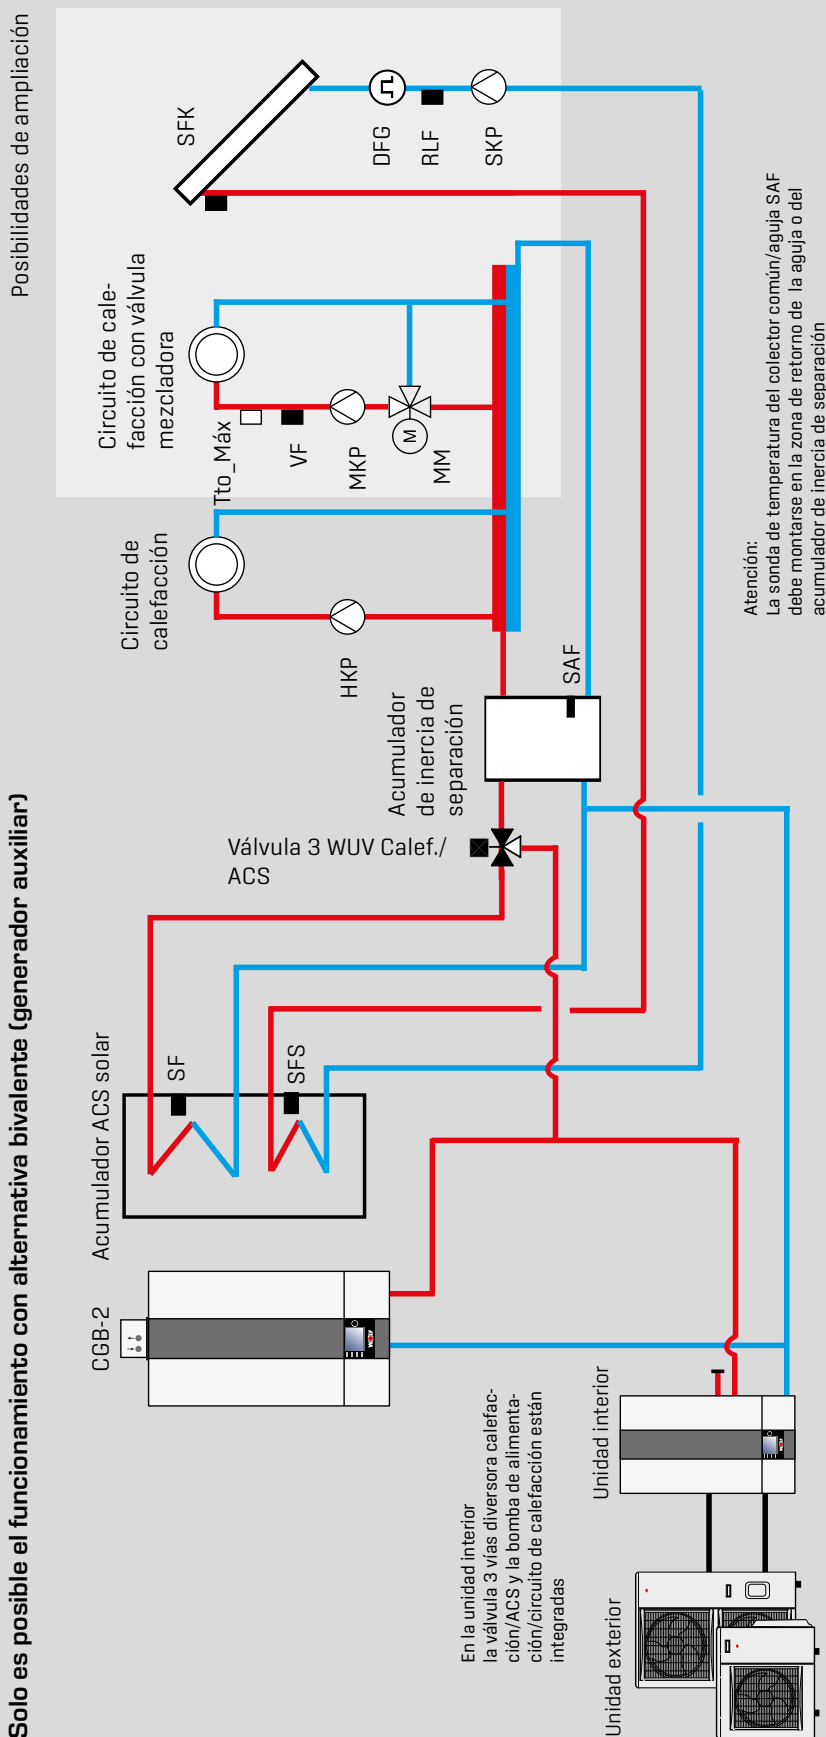 Solo es posible el funcionamiento con alternativa bivalente (generador auxiliar)
Posibilidades de ampliación
SFK
DFG
RLF
SKP
Circuito de cale-
facción con válvula
mezcladora
Tto_Máx
VF
MKP
M
MM
Circuito de
calefacción
HKP
Acumulador
de inercia de
separación
SAF
Válvula 3 WUV Calef./
ACS
Acumulador ACS solar
SF
SFS
CGB-2
WOLF
Unidad interior
Unidad exterior
En la unidad interior
la válvula 3 vías diversora calefac-
ción/ACS y la bomba de alimenta-
ción/circuito de calefacción están
integradas
Atención:
La sonda de temperatura del colector común/aguja SAF
debe montarse en la zona de retorno de la aguja o del
acumulador de inercia de separación